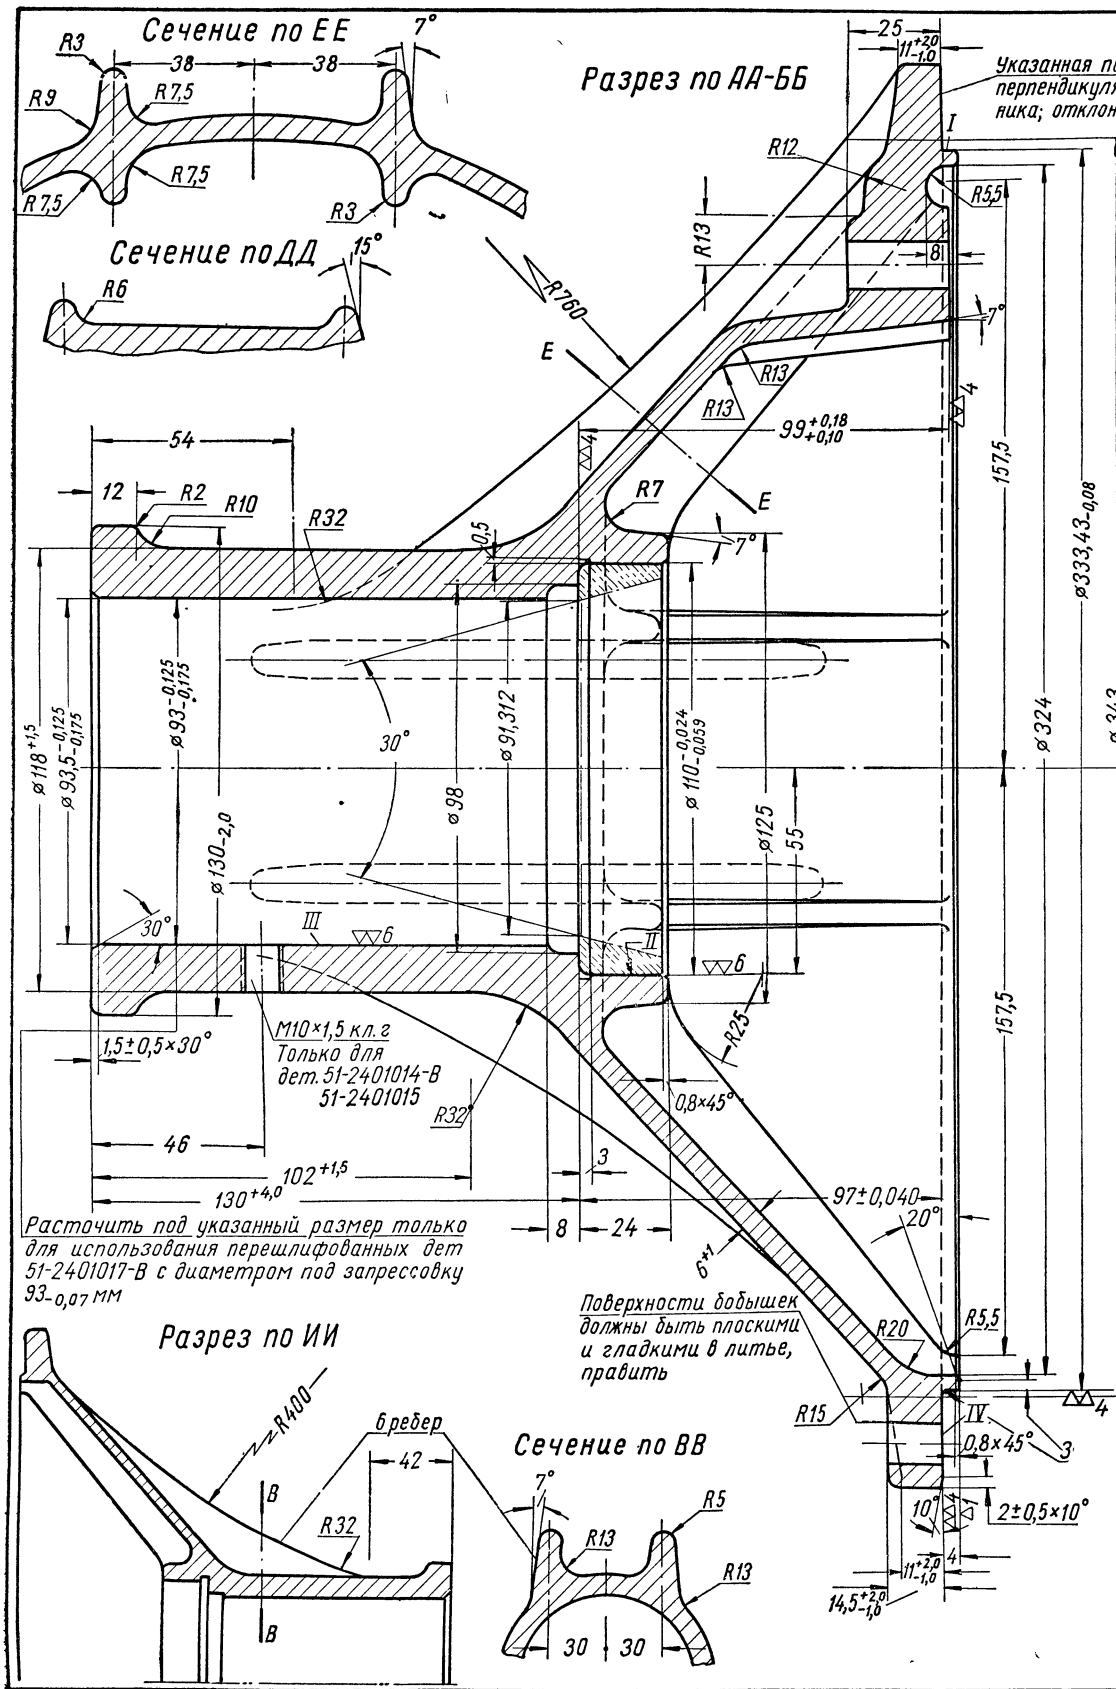 Сечение по ЕЕ
R3
38
38
7°
R9
R7,5
R7,5
R7,5
R3
Сечение по ДД
15°
R6
Разрез по АА-ББ
25
11+2,0-1,0
Указанная
перпендикуля
ника; отклон
I
R12
R5,5
R13
8
R760
7°
E
R13
R13
4
99+0,18+0,10
4
157,5
54
12
R2
R10
R32
0,5
R7
E
7°
ø333,43-0,08
ø118+1,5
ø93,5-0,125-0,175
ø93-0,125-0,175
ø130-2,0
30°
ø98
ø91,312
ø110-0,024-0,059
ø125
55
ø324
ø343
30°
III
6
II
6
157,5
1,5±0,5×30°
М10×1,5 кл.2
Только для
дет. 51-2401014-В
51-2401015
R32
R25
0,8×45°
46
102+1,5
3
130+4,0
97±0,040
8
24
20°
6+1
Расточить под указанный размер только
для использования перешлифованных дет
51-2401017-В с диаметром под запрессовку
93-0,07 мм
Поверхности бобышек
должны быть плоскими
и гладкими в литье,
править
R20
R5,5
R15
4
IV
0,8×45°
3
10°
4
1
2±0,5×10°
4
11+2,0-1,0
14,5+2,0-1,0
Разрез по ИИ
R400
6 ребер
42
В
R32
В
Сечение по ВВ
7°
R5
R13
R13
30
30